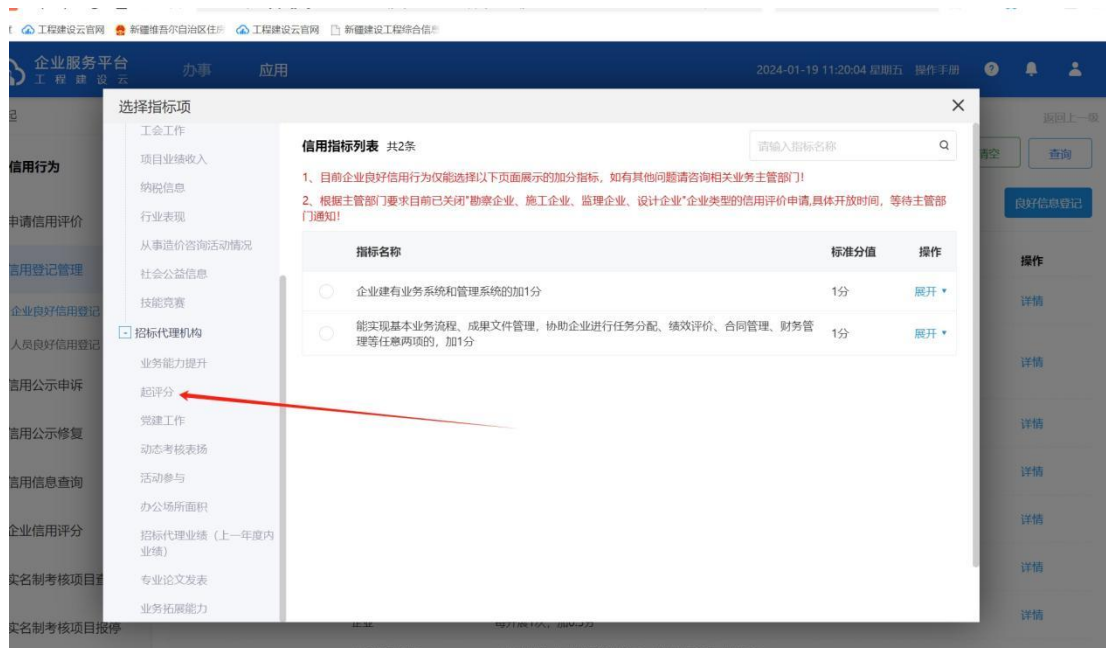 工程建设云官网 新疆维吾尔自治区住房 工程建设云官网 新疆建设工程综合信息
企业服务平台
工程建设云
办事 应用
2024-01-19 11:20:04 星期五 操作手册
选择指标项
返回上一级
信用行为
清空 查询
申请信用评价
良好信息登记
信用登记管理
企业良好信用登记
人员良好信用登记
信用公示申诉
信用公示修复
信用信息查询
企业信用评分
实名制考核项目查
实名制考核项目报停
工会工作
项目业绩收入
纳税信息
行业表现
从事造价咨询活动情况
社会公益信息
技能竞赛
招标代理机构
业务能力提升
起评分
党建工作
动态考核表扬
活动参与
办公场所面积
招标代理业绩（上一年度内
业绩）
专业论文发表
业务拓展能力
信用指标列表 共2条
请输入指标名称
1、目前企业良好信用行为仅能选择以下页面展示的加分指标，如有其他问题请咨询相关业务主管部门！
2、根据主管部门要求目前已关闭"勘察企业、施工企业、监理企业、设计企业"企业类型的信用评价申请,具体开放时间，等待主管部
门通知！
指标名称 标准分值 操作
企业建有业务系统和管理系统的加1分 1分 展开
能实现基本业务流程、成果文件管理，协助企业进行任务分配、绩效评价、合同管理、财务管
理等任意两项的，加1分
1分 展开
操作
详情
详情
详情
详情
详情
详情
详情
企业 每开展1次，加0.5分